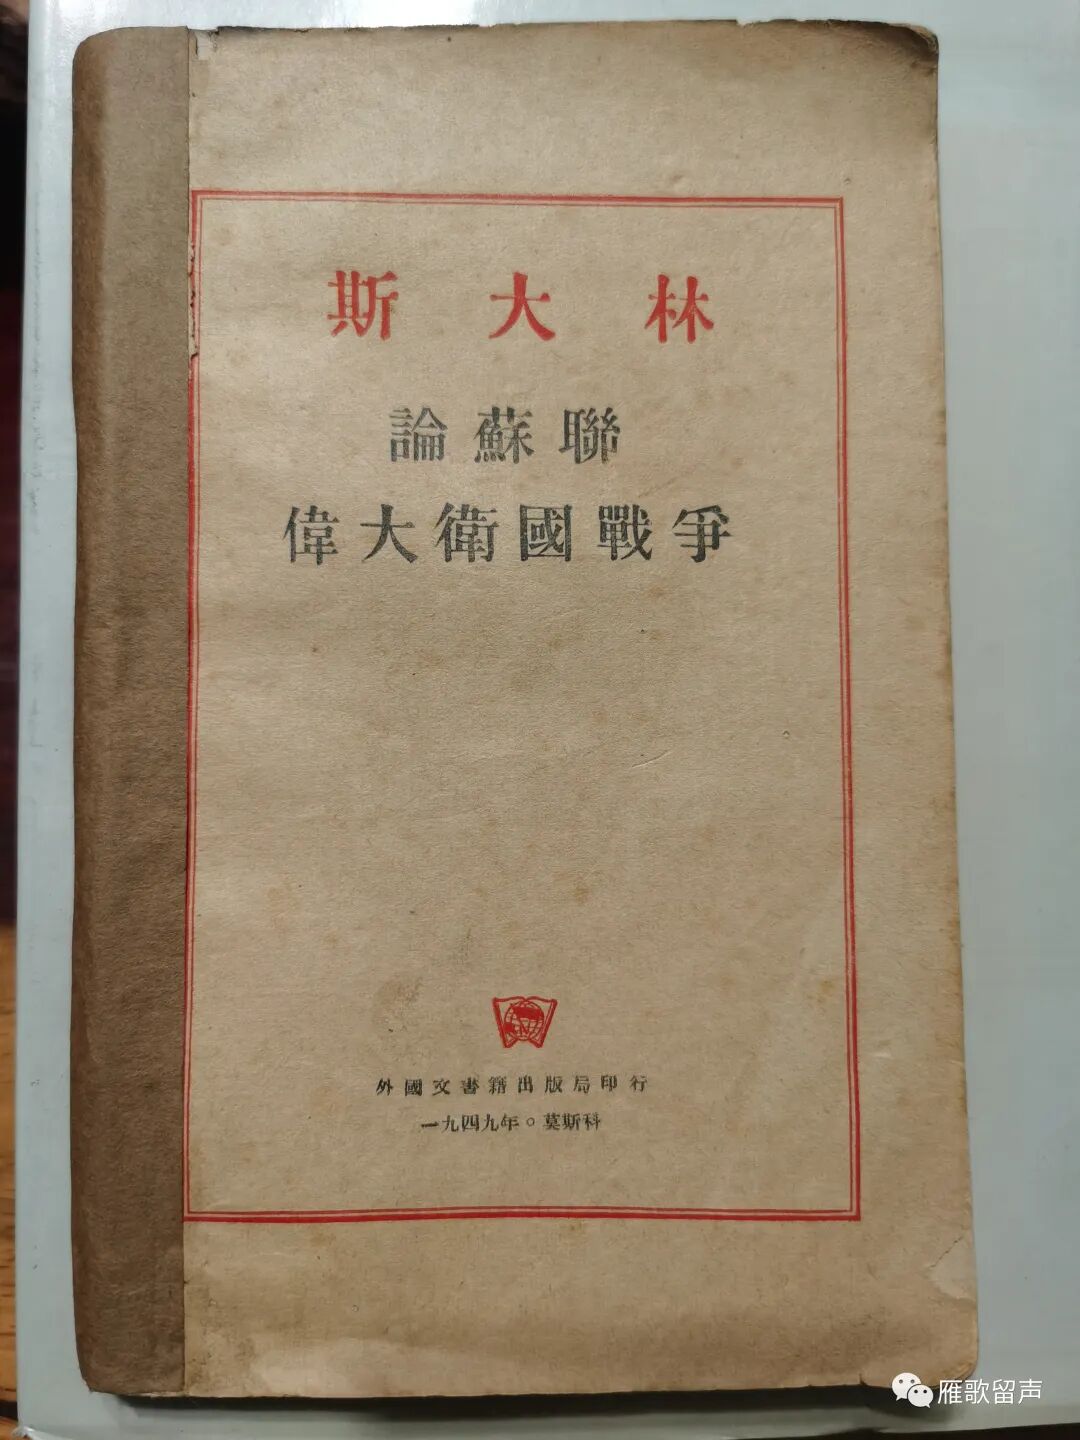 斯大林
論蘇聯
偉大衛國戰爭
外國文書籍出版局印行
一九四九年。莫斯科
雁歌留声